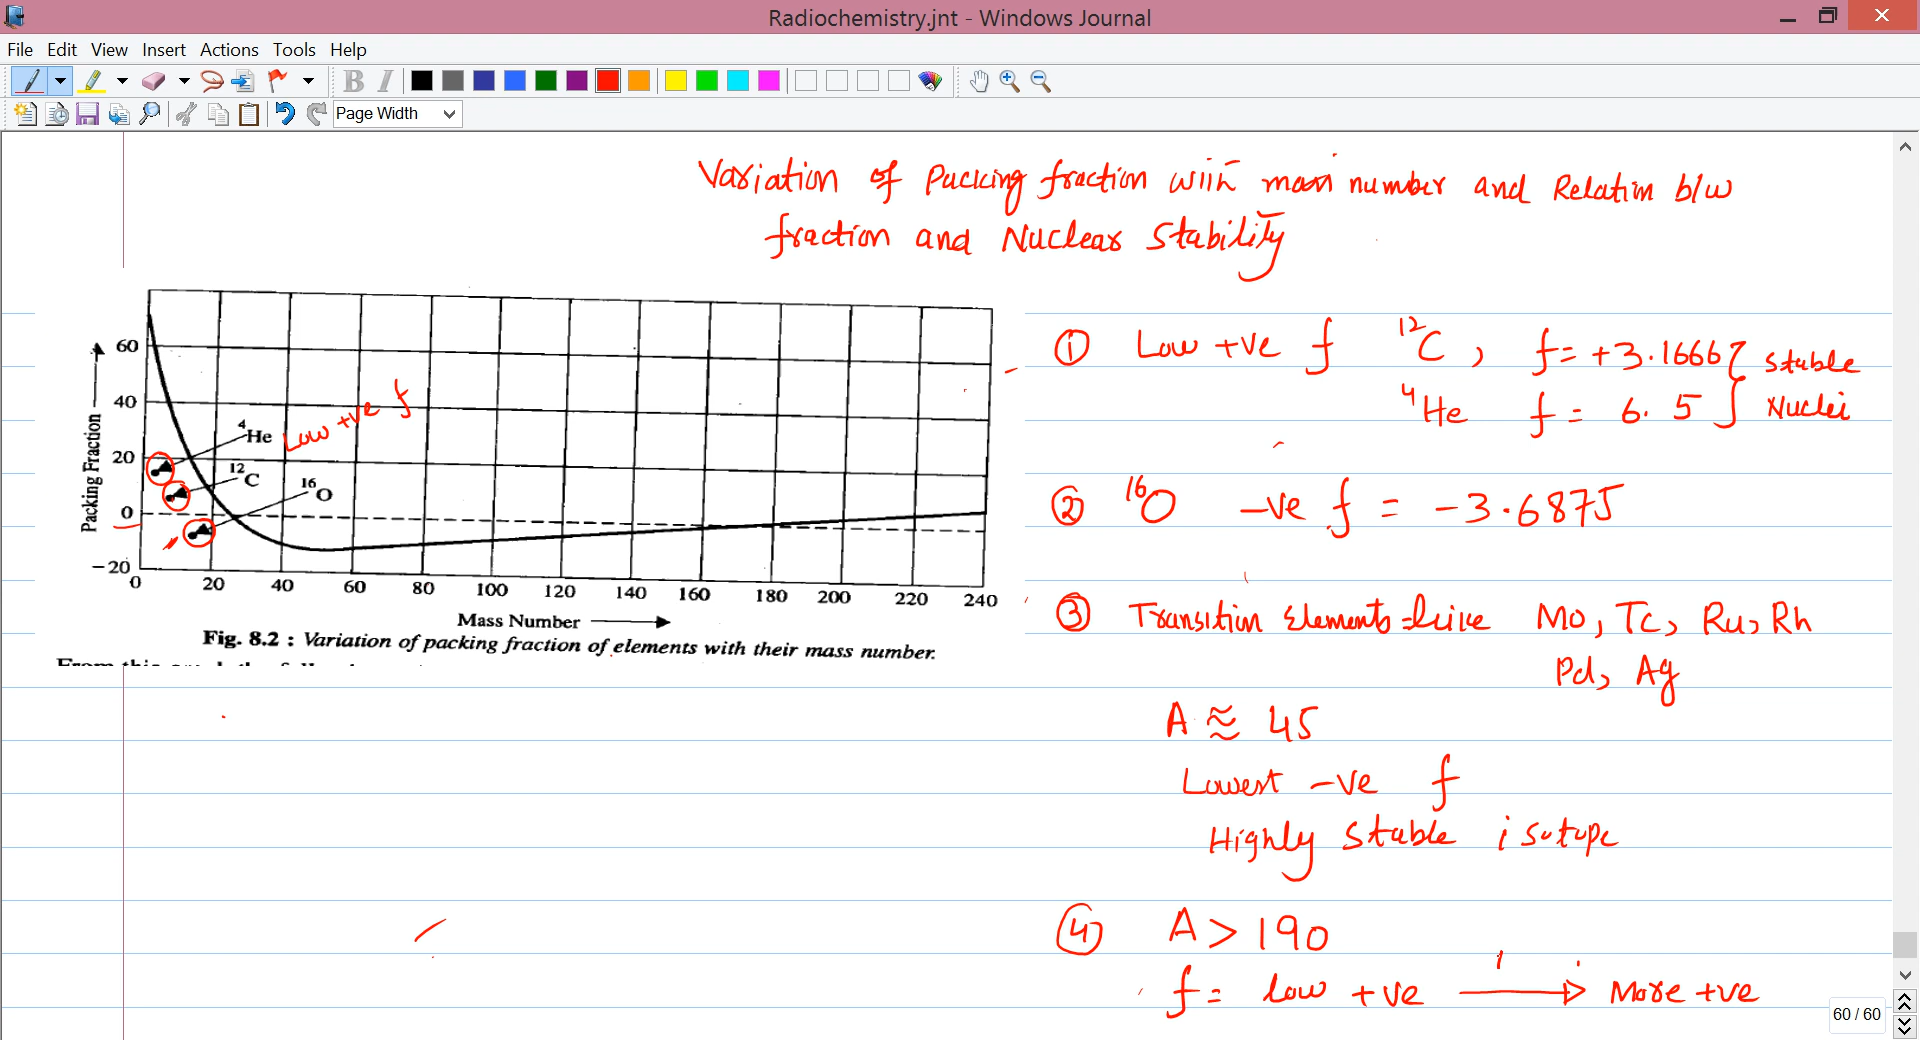 Radiochemistry.jnt - Windows Journal
File Edit View Insert Actions Tools Help
B I
Page Width
Variation of Packing fraction with mass number and Relation b/w
fraction and Nuclear Stability
60
40
20
0
-20
Packing Fraction
4He
Low +ve f
12C
16O
0 20 40 60 80 100 120 140 160 180 200 220 240
Mass Number
Fig. 8.2 : Variation of packing fraction of elements with their mass number.
① Low +ve f 12C, f = +3.1666 } Stable
4He f = 6.5 } Nuclei
② 16O -ve f = -3.6875
③ Transition Elements like Mo, Tc, Ru, Rh
Pd, Ag
A ≈ 45
Lowest -ve f
Highly Stable isotope
④ A > 190
f = low +ve → More +ve
60 / 60